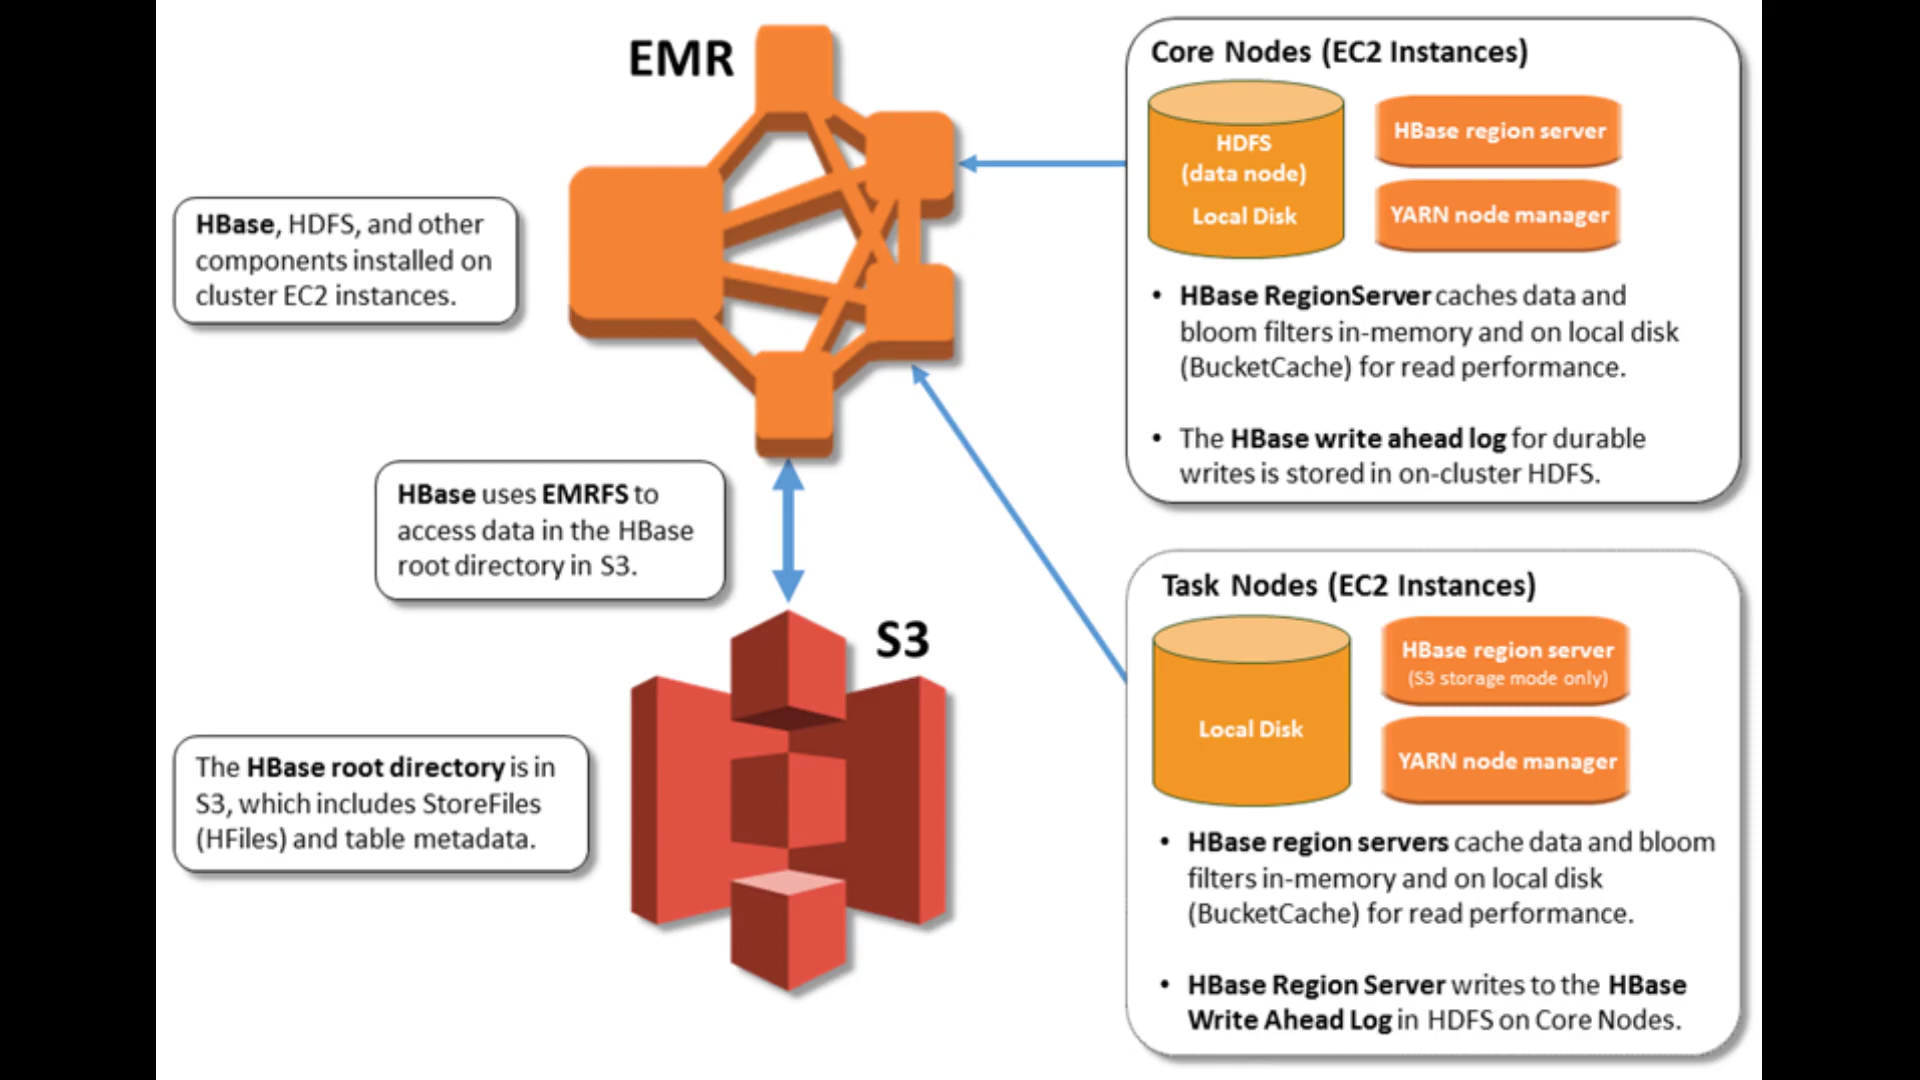 EMR
HBase, HDFS, and other
components installed on
cluster EC2 instances.
HBase uses EMRFS to
access data in the HBase
root directory in S3.
S3
The HBase root directory is in
S3, which includes StoreFiles
(HFiles) and table metadata.
Core Nodes (EC2 Instances)
HDFS
(data node)
Local Disk
HBase region server
YARN node manager
• HBase RegionServer caches data and
bloom filters in-memory and on local disk
(BucketCache) for read performance.
• The HBase write ahead log for durable
writes is stored in on-cluster HDFS.
Task Nodes (EC2 Instances)
Local Disk
HBase region server
(S3 storage mode only)
YARN node manager
• HBase region servers cache data and bloom
filters in-memory and on local disk
(BucketCache) for read performance.
• HBase Region Server writes to the HBase
Write Ahead Log in HDFS on Core Nodes.